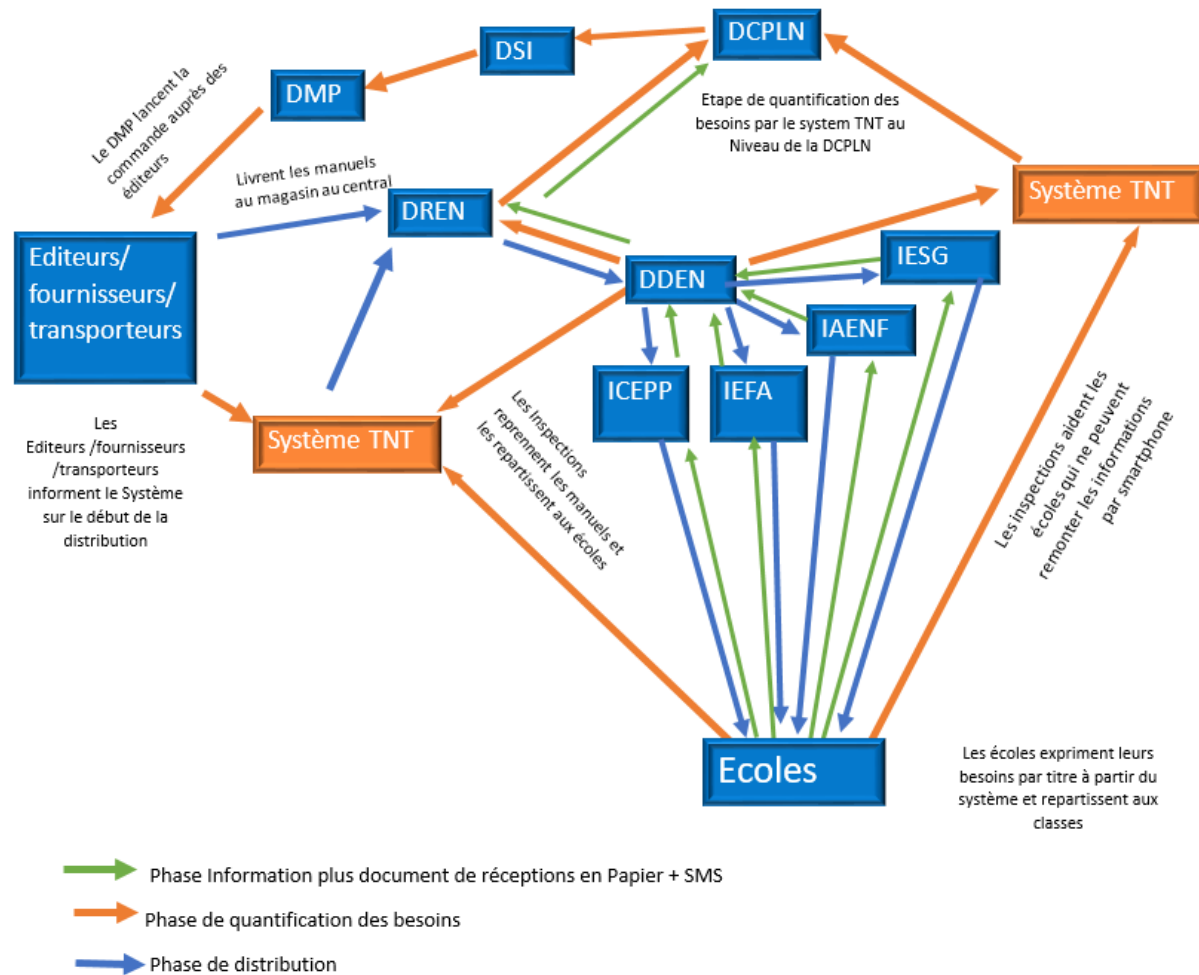 DCPLN
DSI
DMP
Le DMP lancent la
commande auprès des
éditeurs
Etape de quantification des
besoins par le system TNT au
Niveau de la DCPLN
Livrent les manuels
au magasin au central
DREN
Système TNT
Editeurs/
fournisseurs/
transporteurs
IESG
DDEN
IAENF
ICEPP
IEFA
Les
Editeurs /fournisseurs
/transporteurs
informent le Système
sur le début de la
distribution
Système TNT
Les Inspections
reprennent les manuels et
les repartissent aux écoles
Les inspections aident les
écoles qui ne peuvent
remonter les informations
par smartphone
Ecoles
Les écoles expriment leurs
besoins par titre à partir du
système et repartissent aux
classes
Phase Information plus document de réceptions en Papier + SMS
Phase de quantification des besoins
Phase de distribution